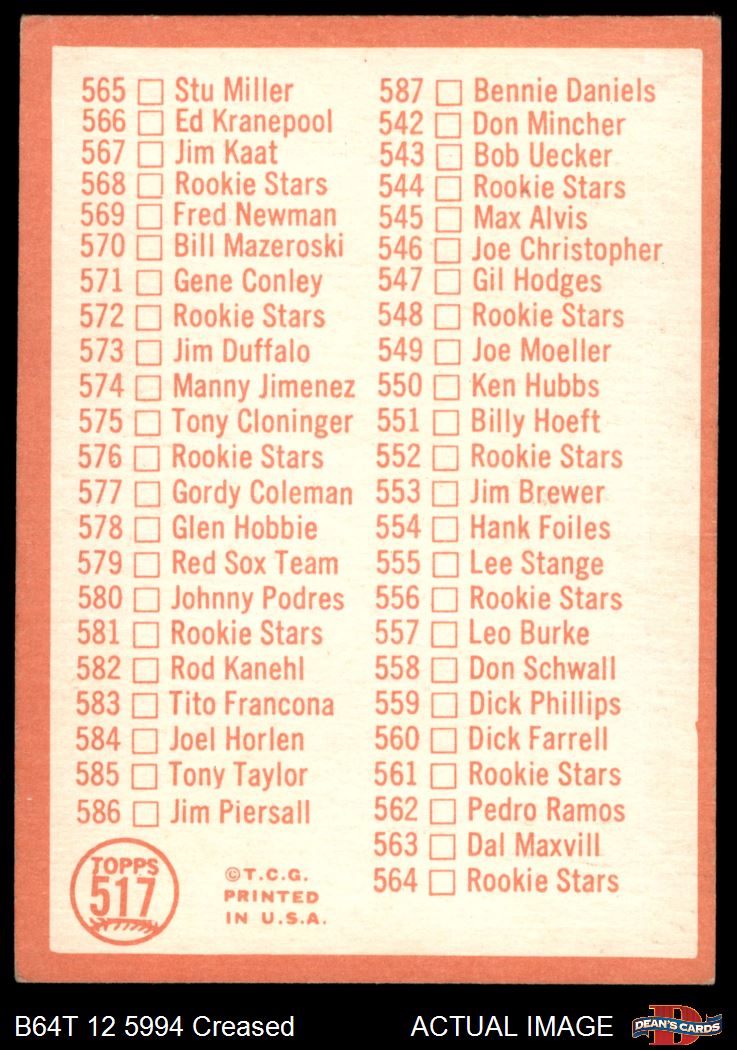 565 Stu Miller
566 Ed Kranepool
567 Jim Kaat
568 Rookie Stars
569 Fred Newman
570 Bill Mazeroski
571 Gene Conley
572 Rookie Stars
573 Jim Duffalo
574 Manny Jimenez
575 Tony Cloninger
576 Rookie Stars
577 Gordy Coleman
578 Glen Hobbie
579 Red Sox Team
580 Johnny Podres
581 Rookie Stars
582 Rod Kanehl
583 Tito Francona
584 Joel Horlen
585 Tony Taylor
586 Jim Piersall
TOPPS
517
©T.C.G.
PRINTED
IN U.S.A.
587 Bennie Daniels
542 Don Mincher
543 Bob Uecker
544 Rookie Stars
545 Max Alvis
546 Joe Christopher
547 Gil Hodges
548 Rookie Stars
549 Joe Moeller
550 Ken Hubbs
551 Billy Hoeft
552 Rookie Stars
553 Jim Brewer
554 Hank Foiles
555 Lee Stange
556 Rookie Stars
557 Leo Burke
558 Don Schwall
559 Dick Phillips
560 Dick Farrell
561 Rookie Stars
562 Pedro Ramos
563 Dal Maxvill
564 Rookie Stars
B64T 12 5994 Creased
ACTUAL IMAGE
D
DEAN'S CARDS